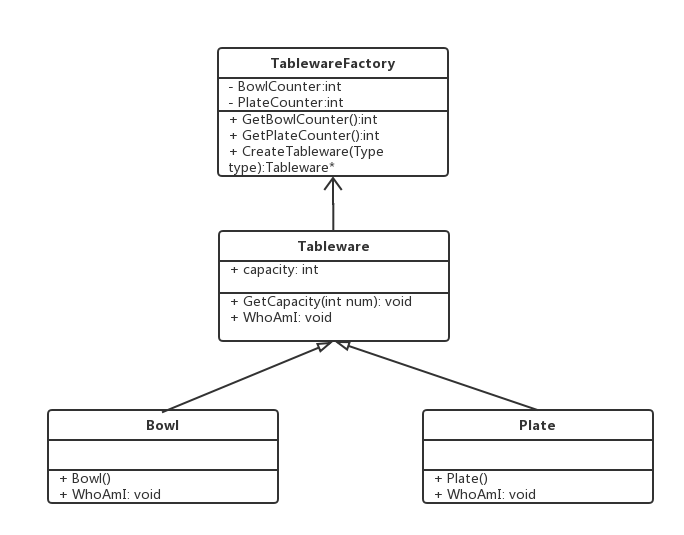 TablewareFactory
- BowlCounter:int
- PlateCounter:int
+ GetBowlCounter():int
+ GetPlateCounter():int
+ CreateTableware(Type
type):Tableware*
Tableware
+ capacity: int
+ GetCapacity(int num): void
+ WhoAmI: void
Bowl
+ Bowl()
+ WhoAmI: void
Plate
+ Plate()
+ WhoAmI: void